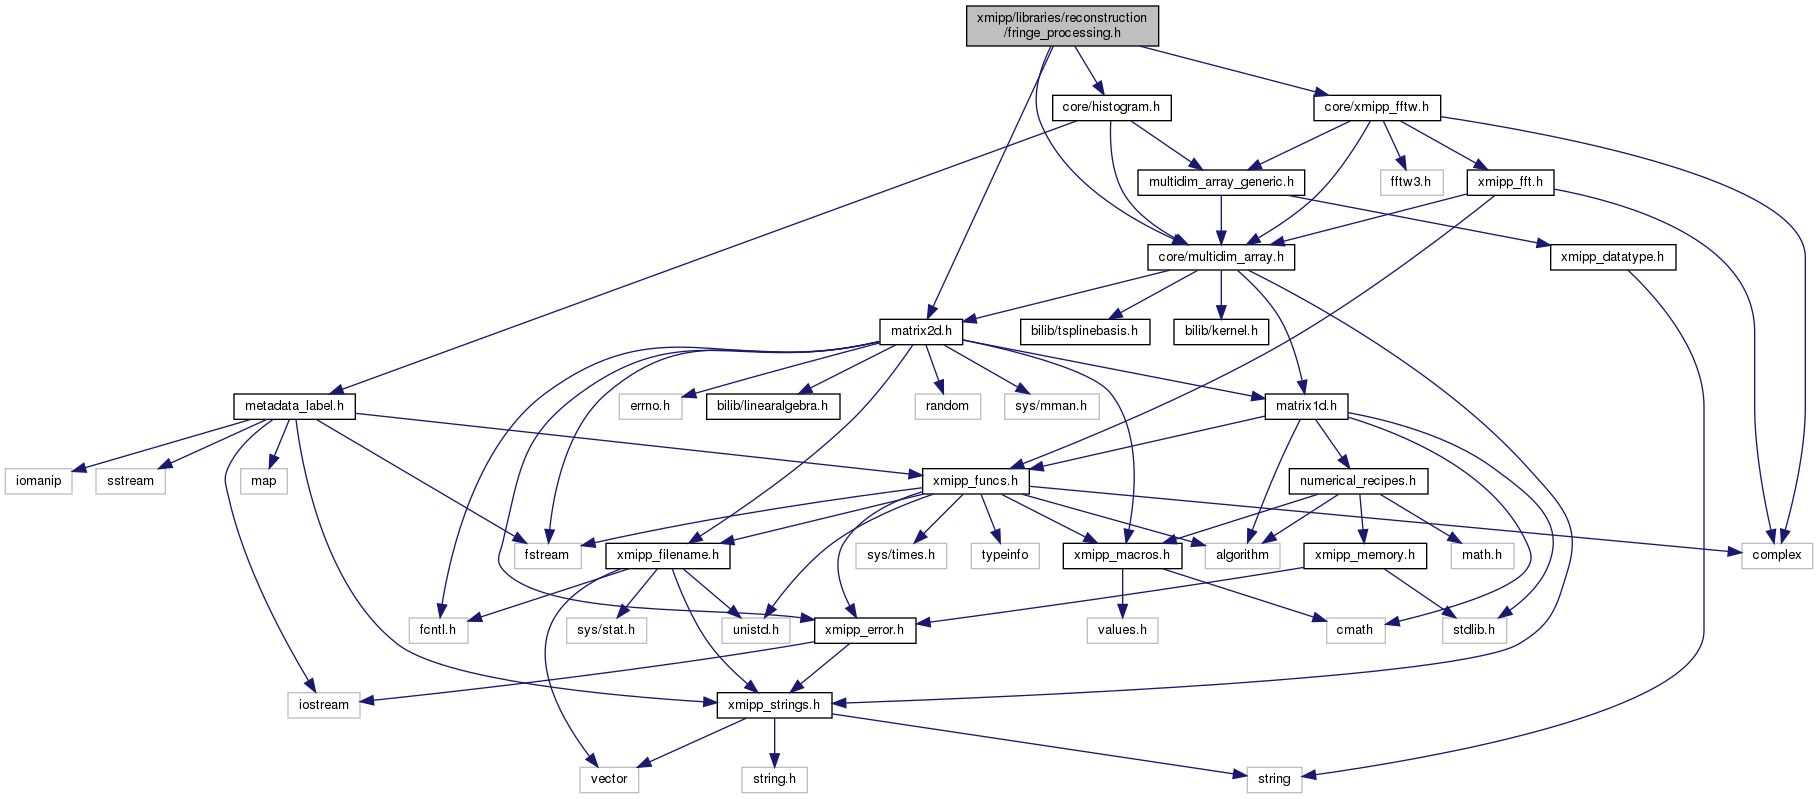 xmipp/libraries/reconstruction
/fringe_processing.h
core/histogram.h
core/xmipp_fftw.h
multidim_array_generic.h
fftw3.h
xmipp_fft.h
core/multidim_array.h
xmipp_datatype.h
matrix2d.h
bilib/tsplinebasis.h
bilib/kernel.h
metadata_label.h
errno.h
bilib/linearalgebra.h
random
sys/mman.h
matrix1d.h
iomanip
sstream
map
xmipp_funcs.h
numerical_recipes.h
fstream
xmipp_filename.h
sys/times.h
typeinfo
xmipp_macros.h
algorithm
xmipp_memory.h
math.h
complex
fcntl.h
sys/stat.h
unistd.h
xmipp_error.h
values.h
cmath
stdlib.h
iostream
xmipp_strings.h
vector
string.h
string